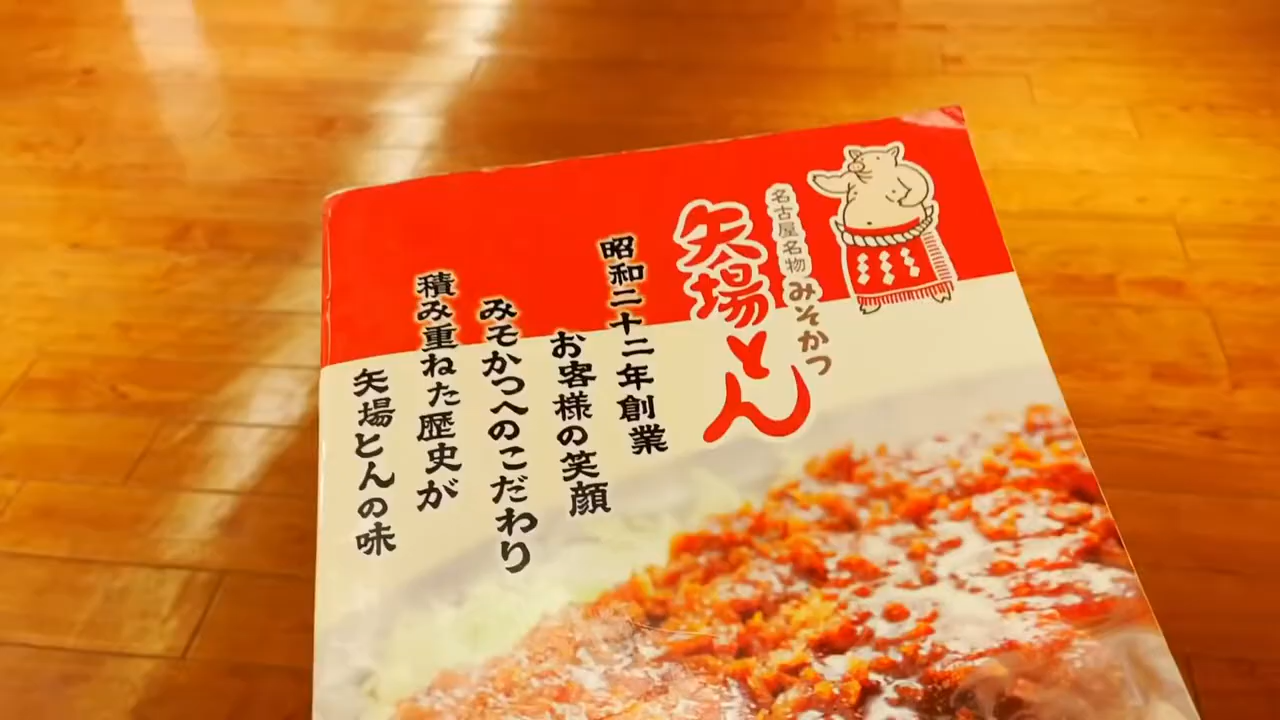 名古屋名物みそかつ
矢場とん
昭和二十二年創業
お客様の笑顔
みそかつへのこだわり
積み重ねた歴史が
矢場とんの味